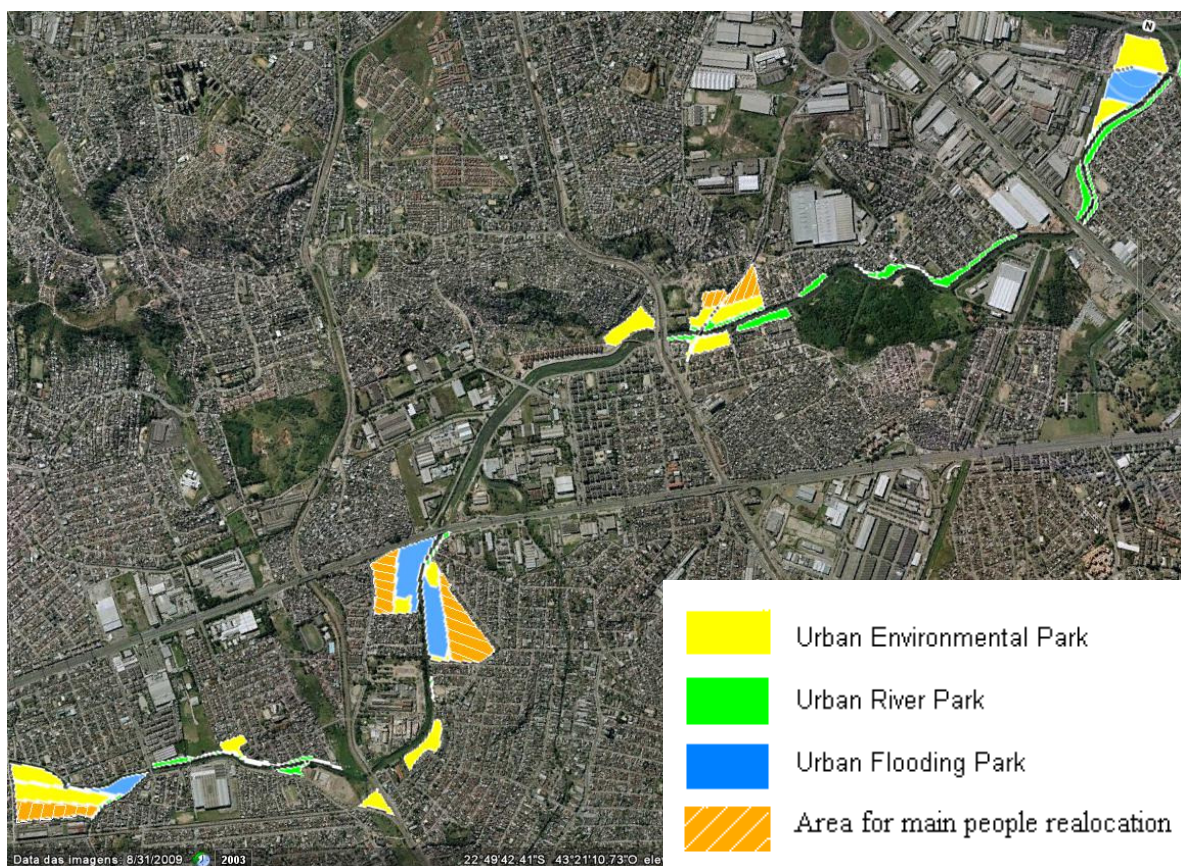 N
Urban Environmental Park
Urban River Park
Urban Flooding Park
Area for main people realocation
Data das imagens: 8/31/2009 2003 22°49'42.41"S 43°21'10.73"O elev